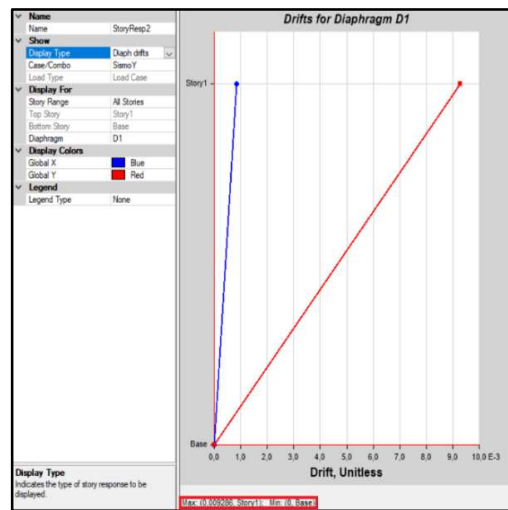 Name
Name StoryResp2
Show
Display Type Diaph drifts
Case/Combo SismoY
Load Type Load Case
Display For
Story Range All Stories
Top Story Story1
Bottom Story Base
Diaphragm D1
Display Colors
Global X Blue
Global Y Red
Legend
Legend Type None
Display Type
Indicates the type of story response to be
displayed.
Drifts for Diaphragm D1
Story1
Base
0,0 1,0 2,0 3,0 4,0 5,0 6,0 7,0 8,0 9,0 10,0 E-3
Drift, Unitless
Max: (0,009286, Story1); Min: (0, Base)